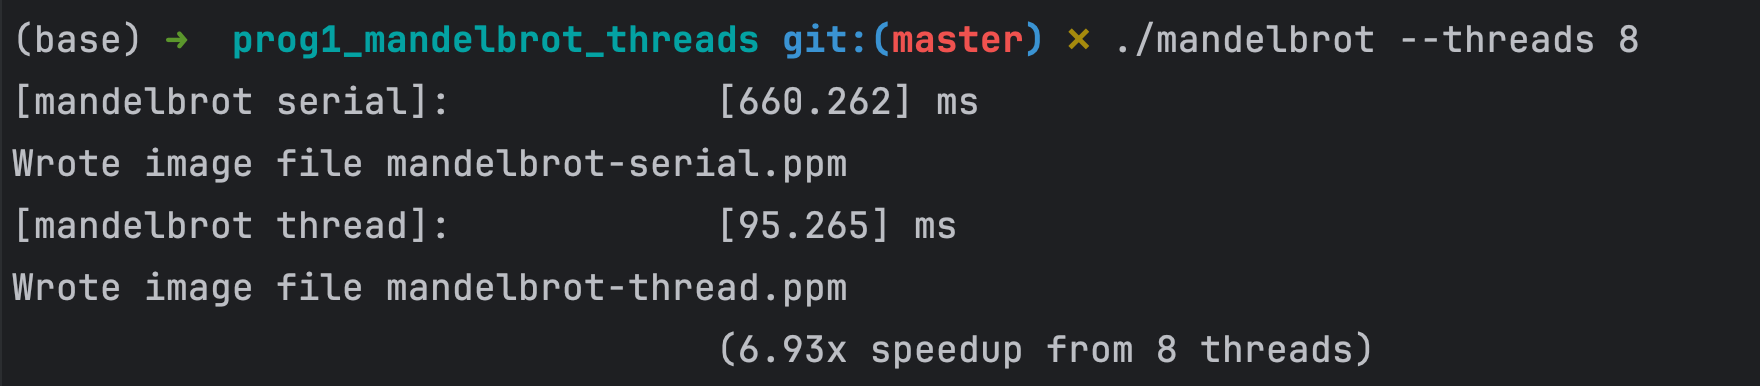 (base) ➜  prog1_mandelbrot_threads git:(master) ✗ ./mandelbrot --threads 8
[mandelbrot serial]:            [660.262] ms
Wrote image file mandelbrot-serial.ppm
[mandelbrot thread]:            [95.265] ms
Wrote image file mandelbrot-thread.ppm
                                (6.93x speedup from 8 threads)